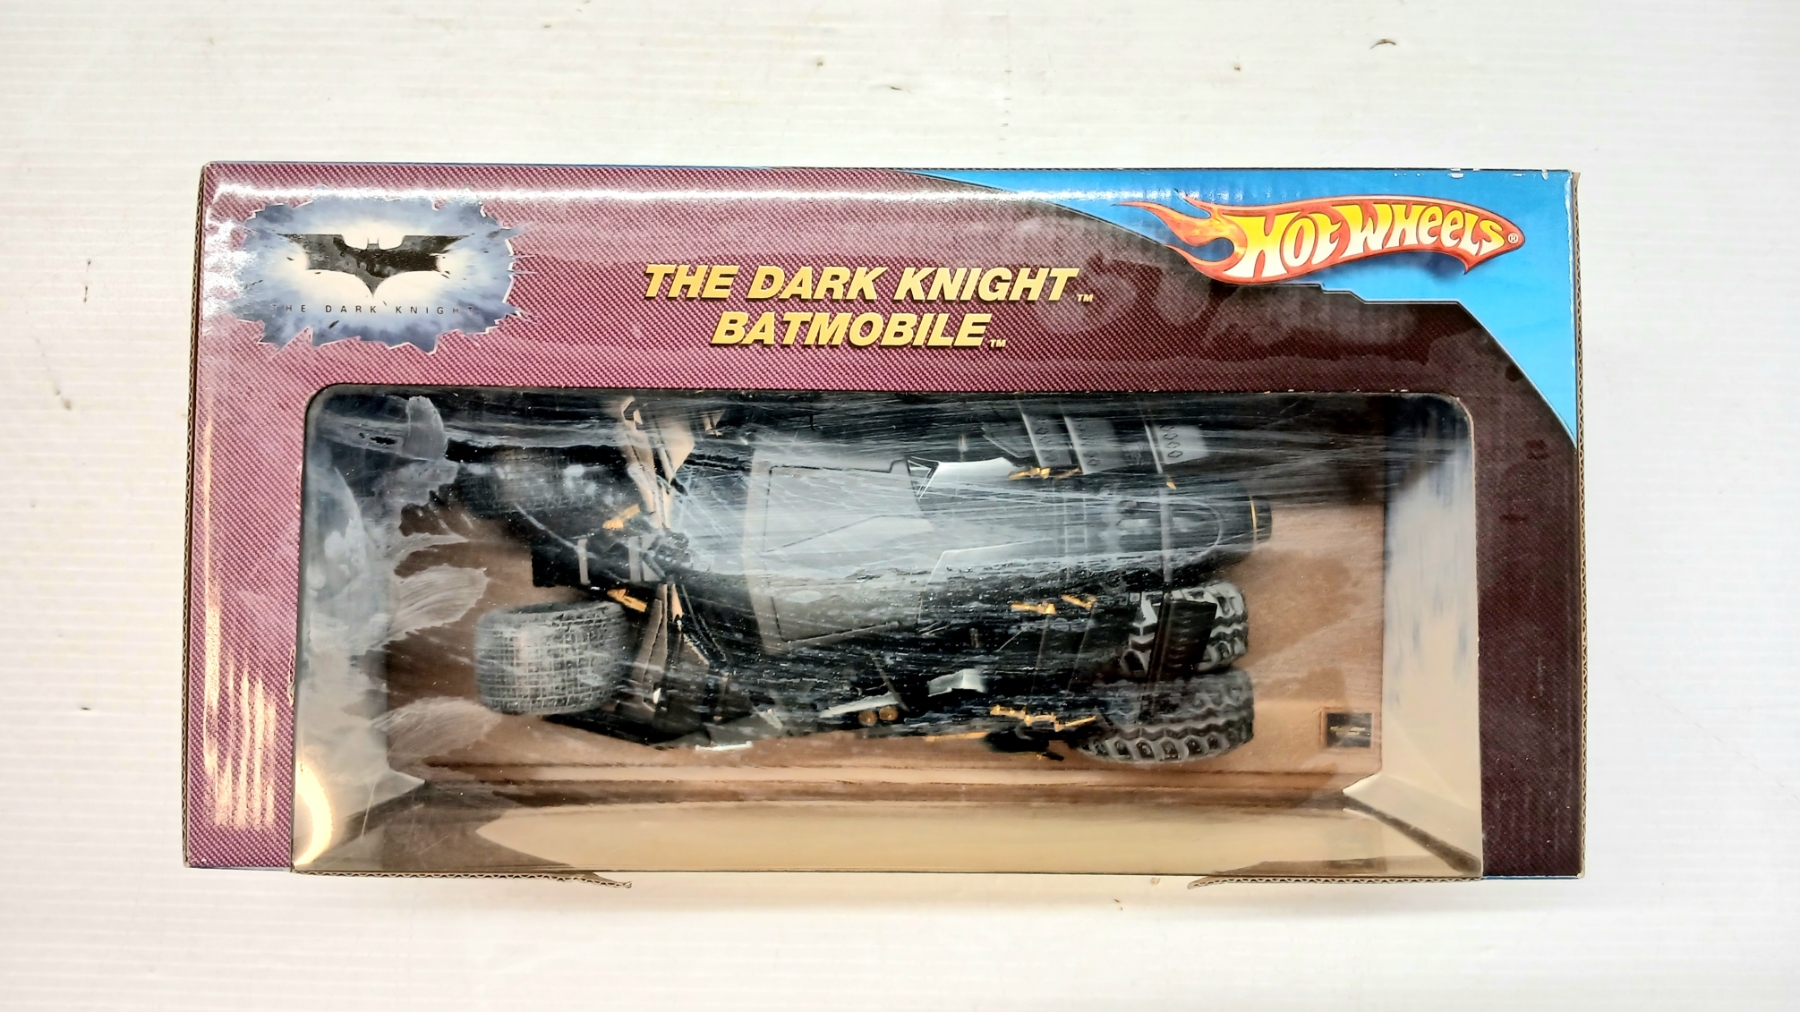 THE DARK KNIGHT
HOT WHEELS®
THE DARK KNIGHT™
BATMOBILE™